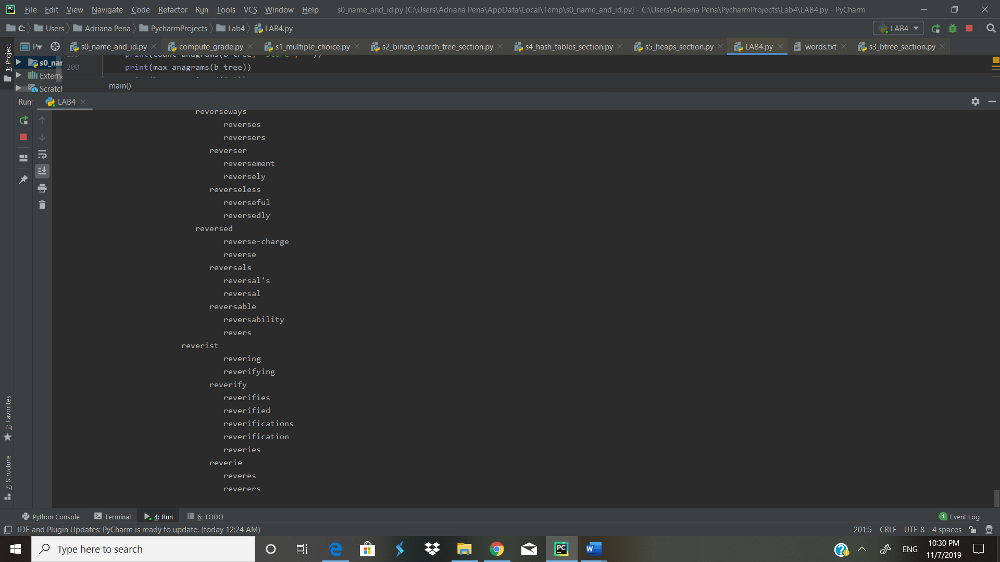 File Edit View Navigate Code Refactor Run Tools VCS Window Help s0_name_and_id.py [C:\Users\Adriana Pena\AppData\Local\Temp\s0_name_and_id.py] - C:\Users\Adriana Pena\PycharmProjects\Lab4\LAB4.py - PyCharm
C: Users Adriana Pena PycharmProjects Lab4 LAB4.py LAB4
1: Project P s0_name_and_id.py compute_grade.py s1_multiple_choice.py s2_binary_search_tree_section.py s4_hash_tables_section.py s5_heaps_section.py LAB4.py words.txt s3_btree_section.py
s0_nar 200 print(max_anagrams(b_tree))
Externa
main()
Scratch
Run: LAB4
reverseways
reverses
reversers
reverser
reversement
reversely
reverseless
reverseful
reversedly
reversed
reverse-charge
reverse
reversals
reversal's
reversal
reversable
reversability
revers
reverist
revering
reverifying
reverify
reverifies
reverified
reverifications
reverification
reveries
reverie
reveres
reverers
2: Favorites
7: Structure
Python Console Terminal 4: Run 6: TODO 1 Event Log
IDE and Plugin Updates: PyCharm is ready to update. (today 12:24 AM) 201:5 CRLF UTF-8 4 spaces
Type here to search ENG 10:30 PM
11/7/2019